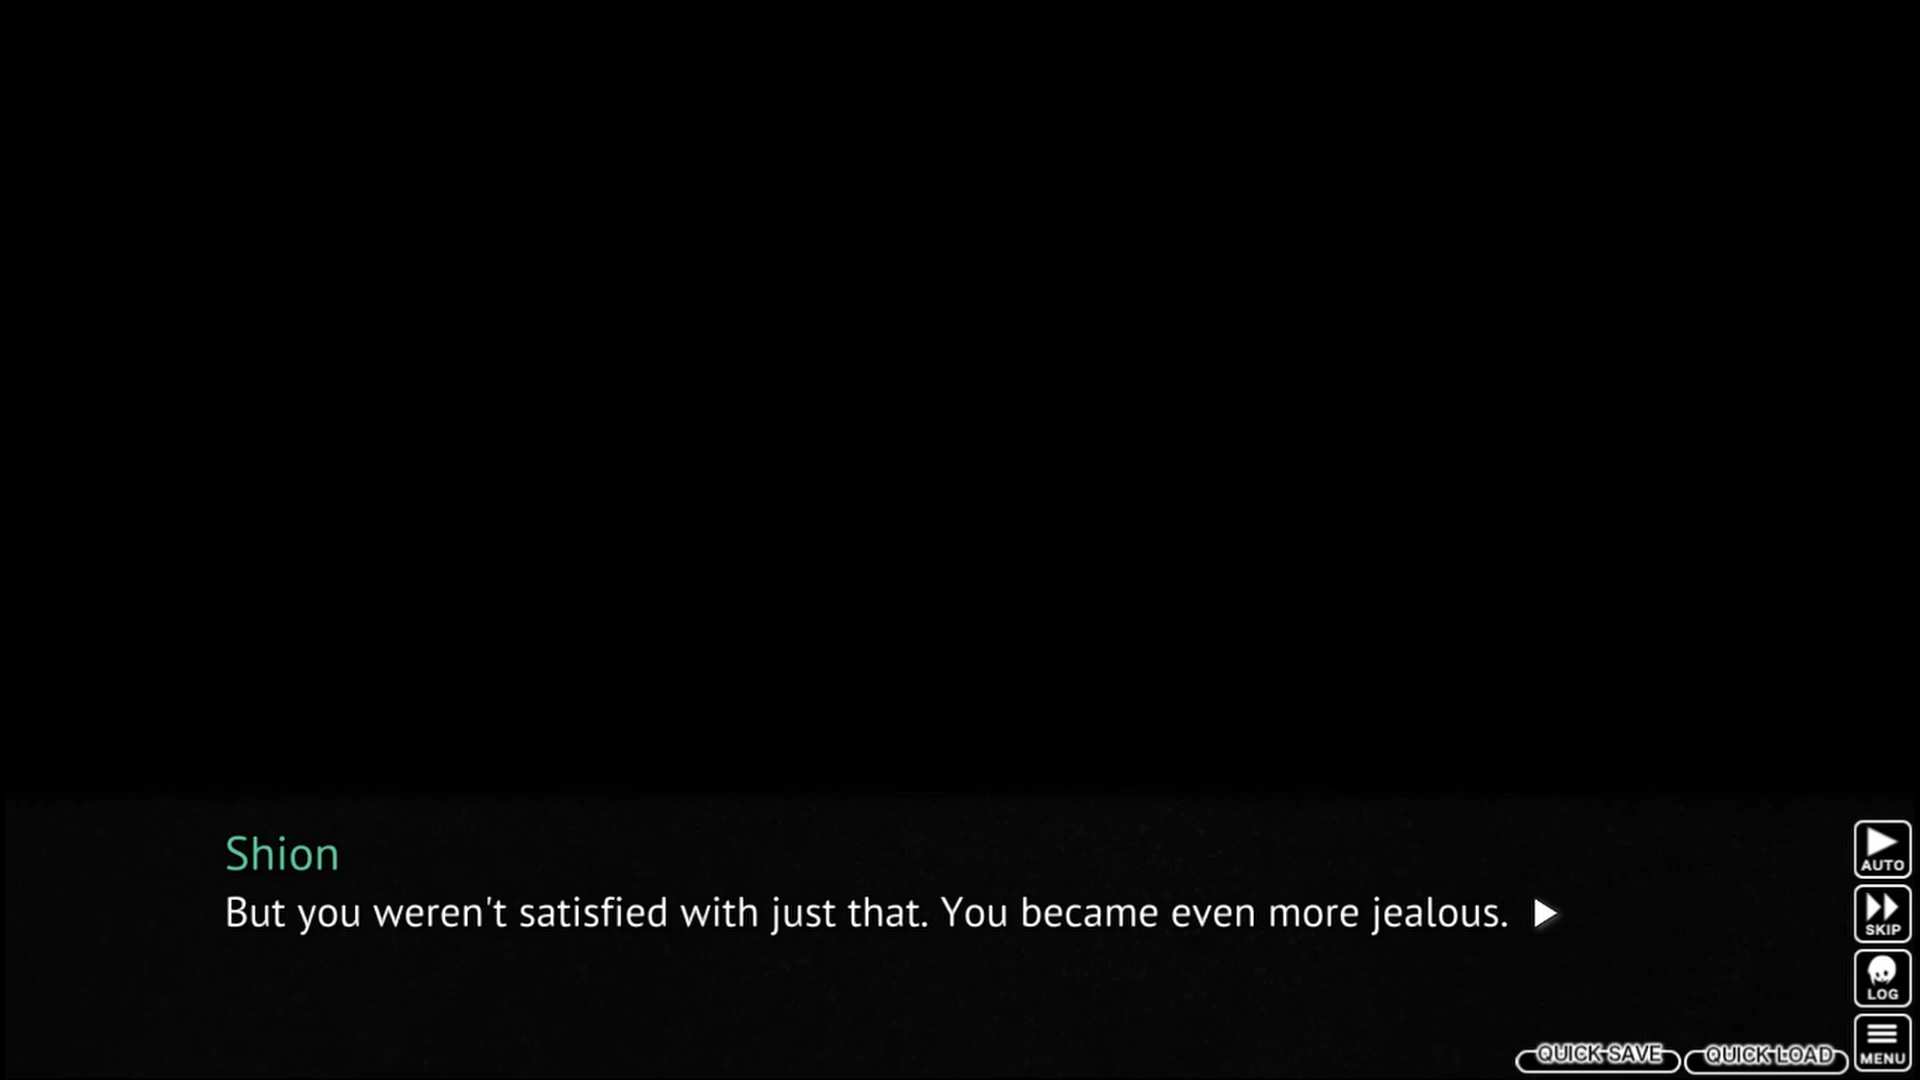 Shion
But you weren't satisfied with just that. You became even more jealous.
AUTO
SKIP
LOG
MENU
QUICK SAVE
QUICK LOAD